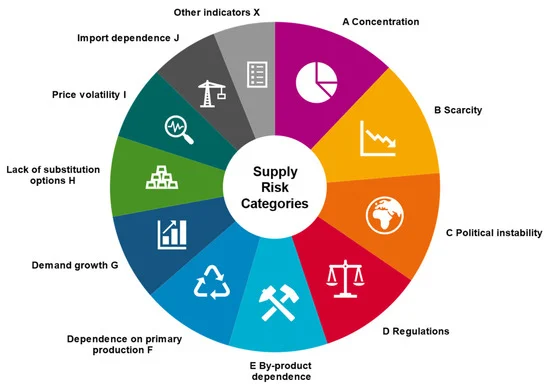 Other indicators X
A Concentration
Import dependence J
Price volatility I
B Scarcity
Lack of substitution
options H
Supply
Risk
Categories
C Political instability
Demand growth G
D Regulations
Dependence on primary
production F
E By-product
dependence